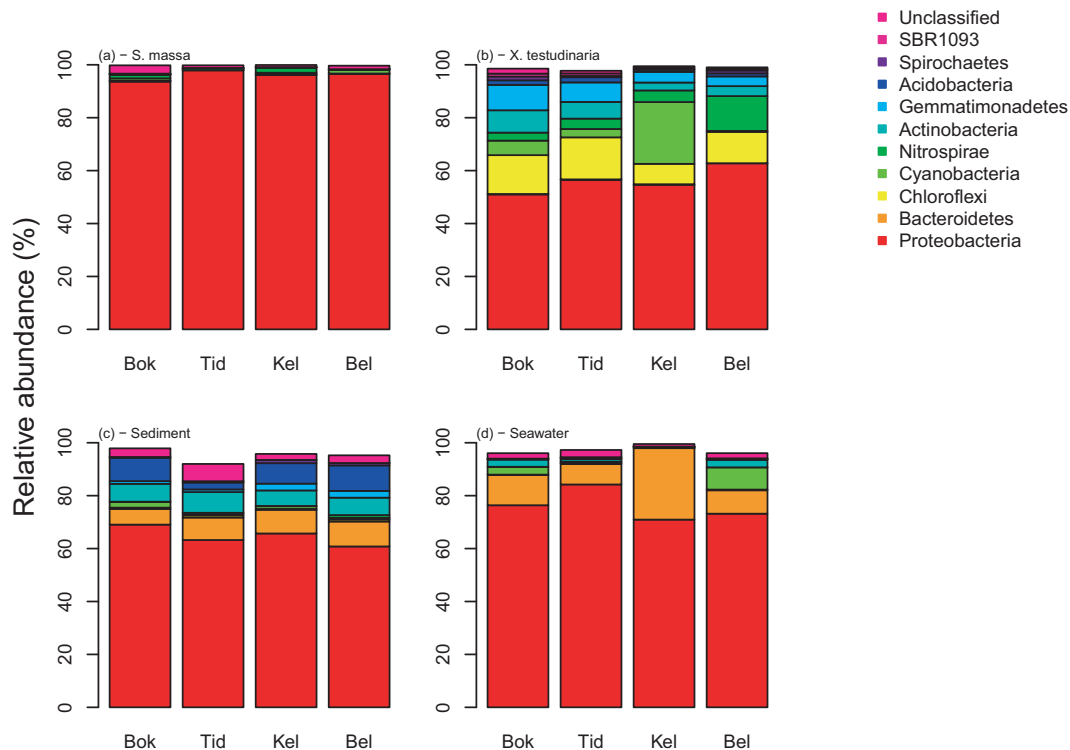 Relative abundance (%)
(a) − S. massa
100
80
60
40
20
0
Bok Tid Kel Bel
(b) − X. testudinaria
100
80
60
40
20
0
Bok Tid Kel Bel
Unclassified
SBR1093
Spirochaetes
Acidobacteria
Gemmatimonadetes
Actinobacteria
Nitrospirae
Cyanobacteria
Chloroflexi
Bacteroidetes
Proteobacteria
(c) − Sediment
100
80
60
40
20
0
Bok Tid Kel Bel
(d) − Seawater
100
80
60
40
20
0
Bok Tid Kel Bel